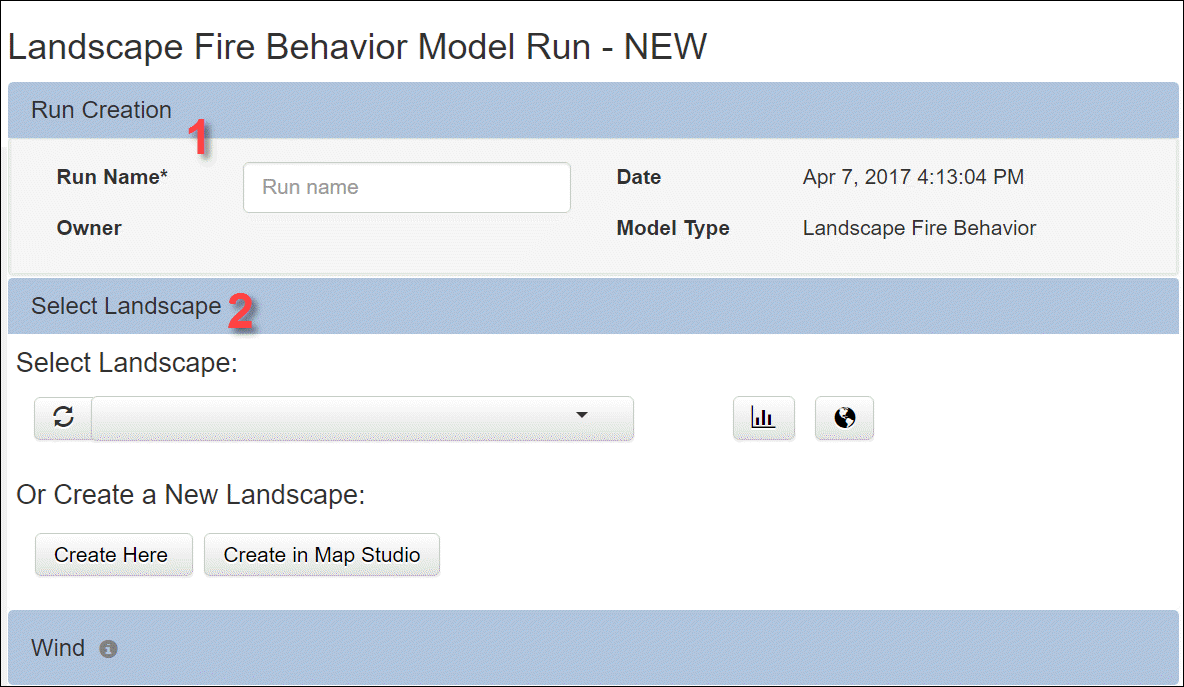 Landscape Fire Behavior Model Run - NEW
Run Creation
1
Run Name*
Run name
Date
Apr 7, 2017 4:13:04 PM
Owner
Model Type
Landscape Fire Behavior
Select Landscape
2
Select Landscape:
Or Create a New Landscape:
Create Here
Create in Map Studio
Wind
i